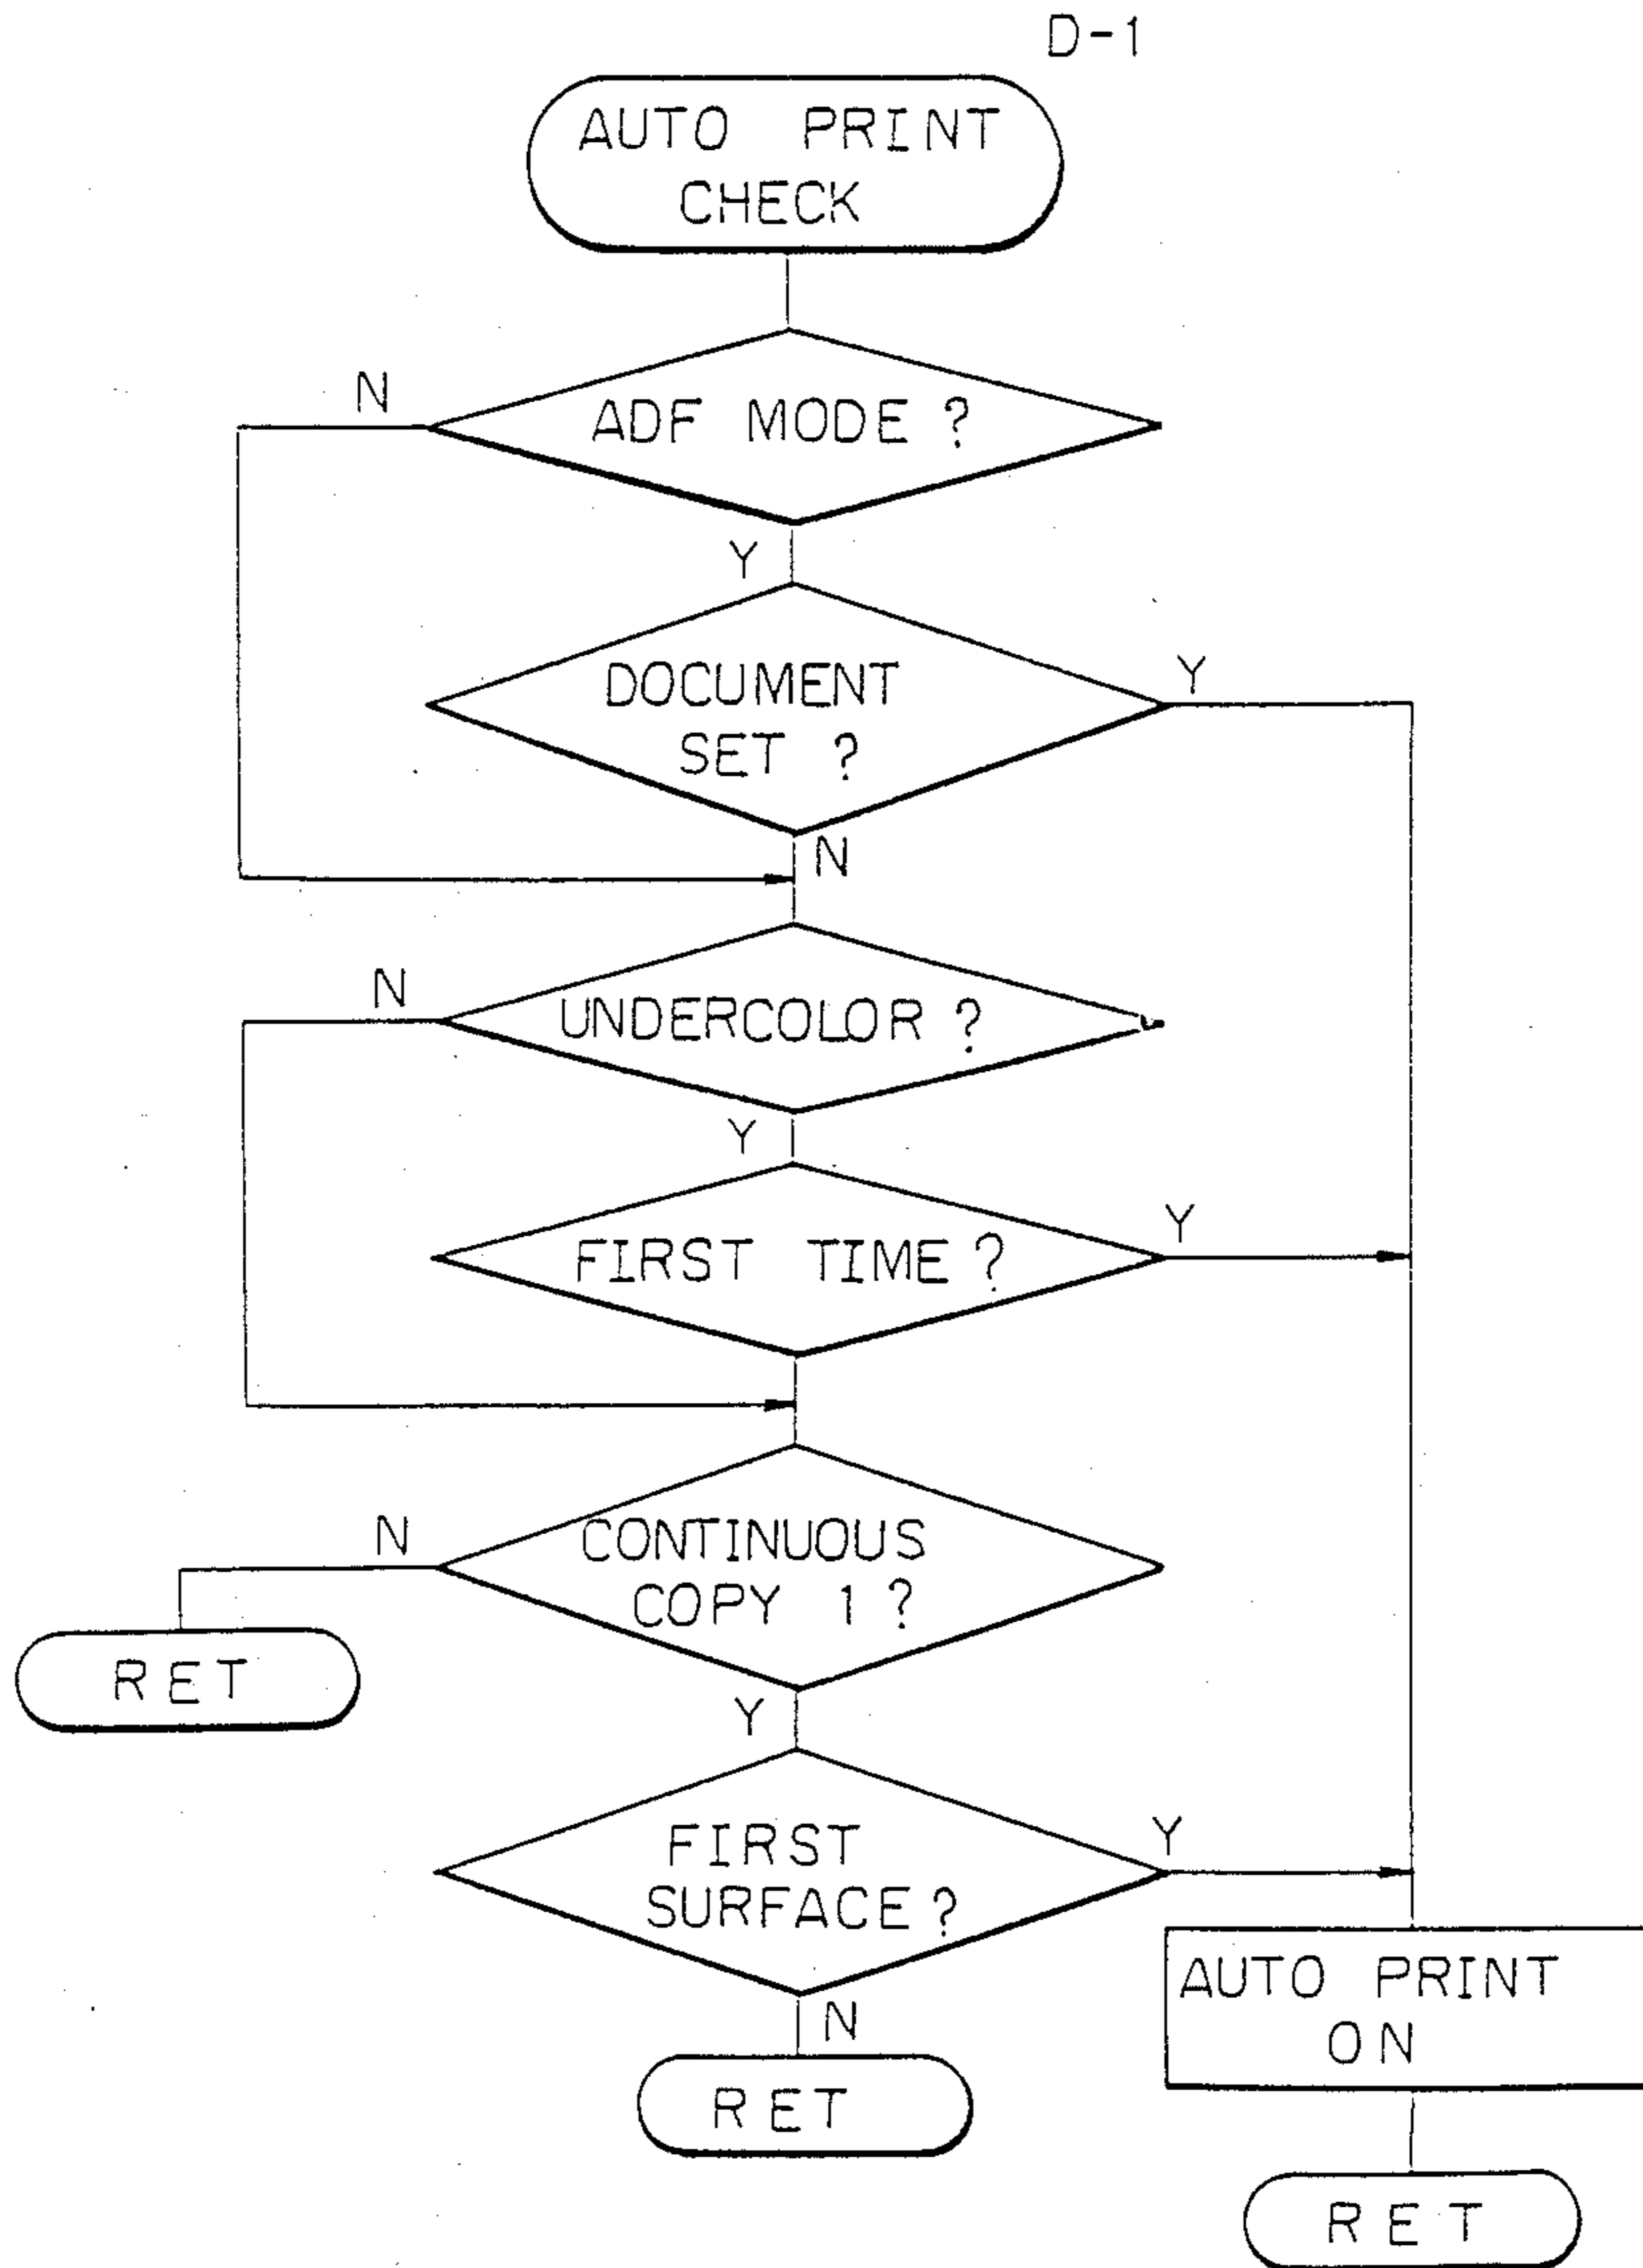 D-1
AUTO PRINT
CHECK
N
ADF MODE ?
Y
DOCUMENT
SET ?
Y
N
N
UNDERCOLOR ?
Y
FIRST TIME ?
Y
N
CONTINUOUS
COPY 1 ?
RET
Y
FIRST
SURFACE ?
Y
N
AUTO PRINT
ON
RET
RET